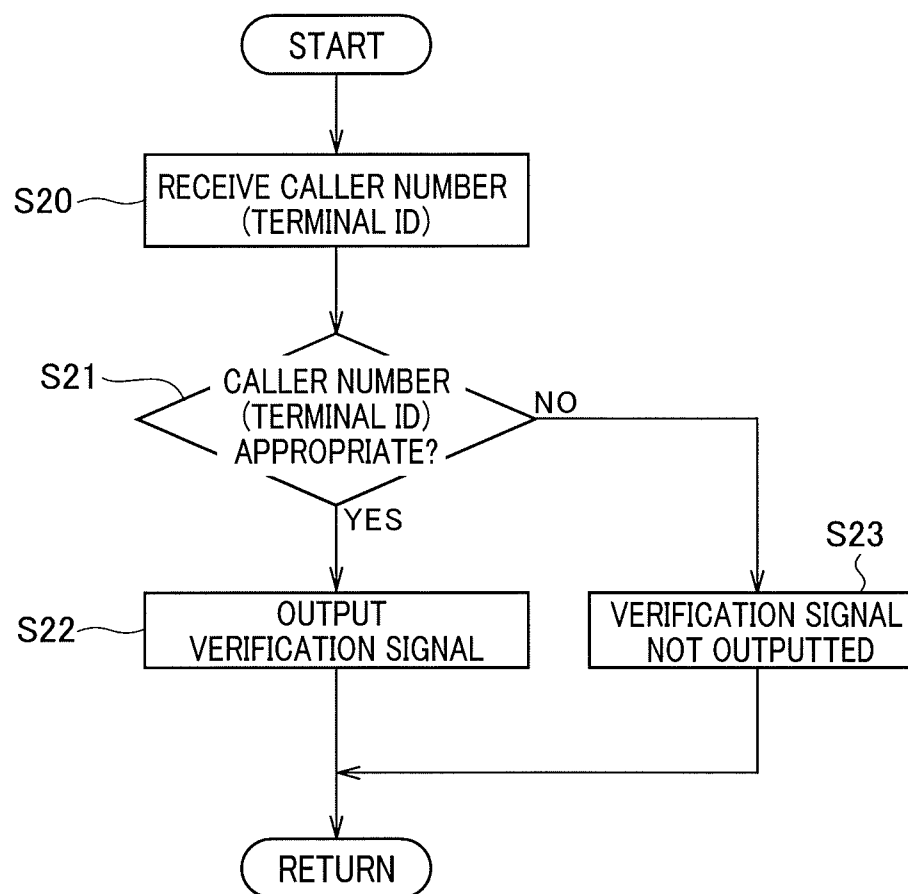 START
S20
RECEIVE CALLER NUMBER
(TERMINAL ID)
S21
CALLER NUMBER
(TERMINAL ID)
APPROPRIATE?
NO
YES
S22
OUTPUT
VERIFICATION SIGNAL
S23
VERIFICATION SIGNAL
NOT OUTPUTTED
RETURN